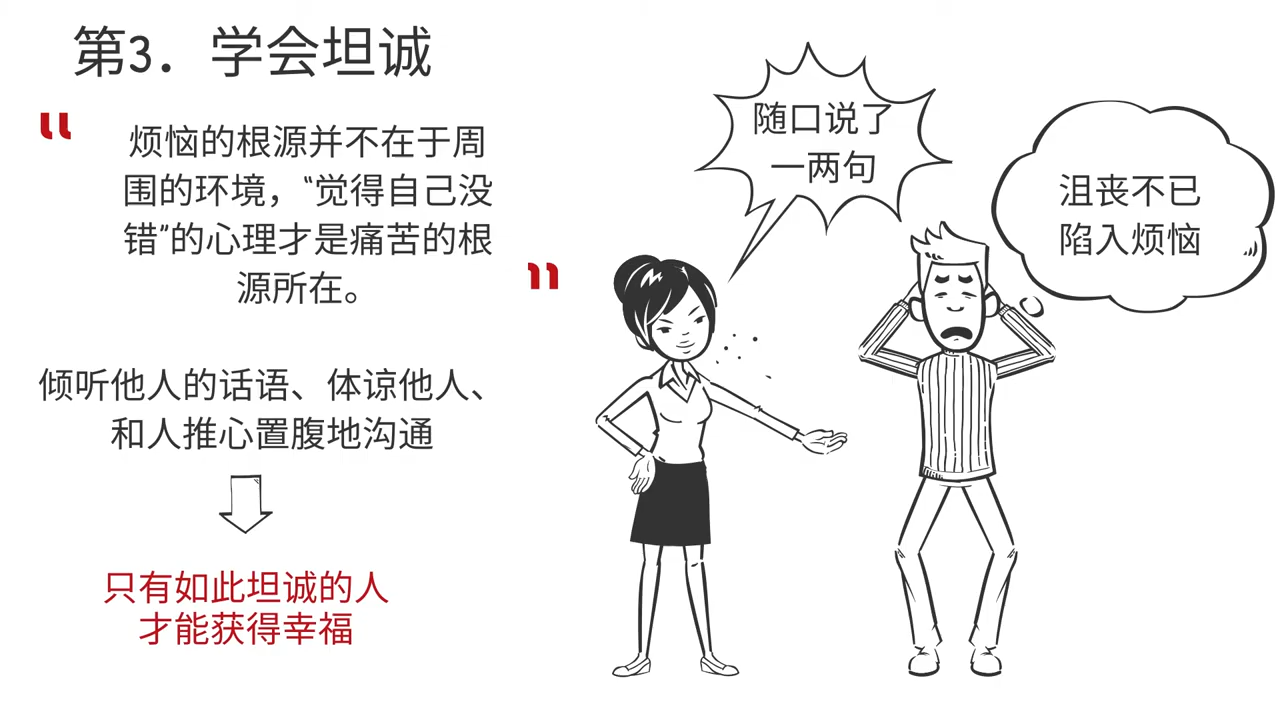 第3．学会坦诚
“
烦恼的根源并不在于周
围的环境，“觉得自己没
错”的心理才是痛苦的根
源所在。
”
倾听他人的话语、体谅他人、
和人推心置腹地沟通
只有如此坦诚的人
才能获得幸福
随口说了
一两句
沮丧不已
陷入烦恼